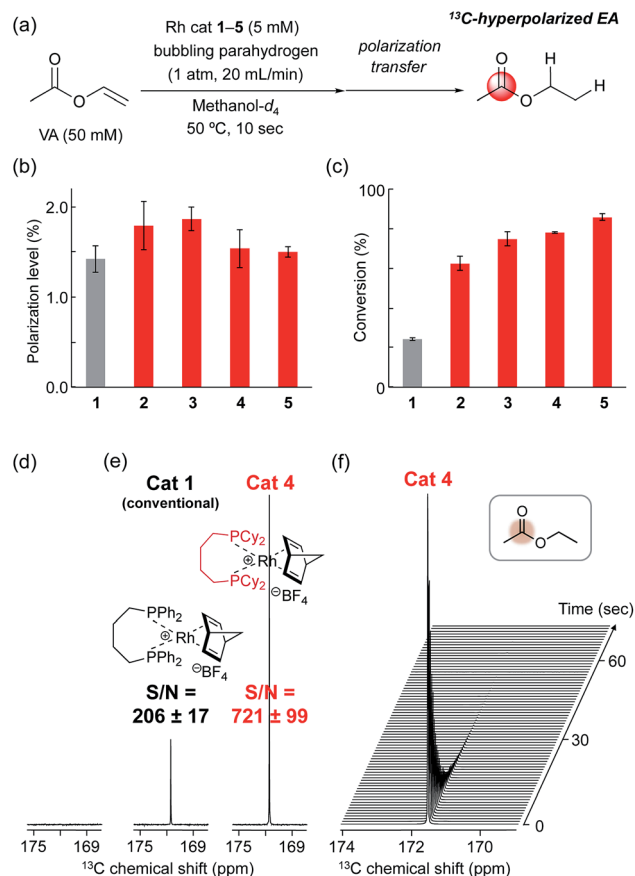 (a)
¹³C-hyperpolarized EA
Rh cat 1–5 (5 mM)
bubbling parahydrogen
(1 atm, 20 mL/min)
Methanol-d₄
50 ºC, 10 sec
polarization
transfer
O
O
VA (50 mM)
O
O
H
H
(b)
Polarization level (%)
2.0
1.0
0.0
1 2 3 4 5
(c)
Conversion (%)
100
0
1 2 3 4 5
(d)
175 169
(e)
Cat 1
(conventional)
PPh₂
PPh₂
⊕
Rh
⊖BF₄
S/N =
206 ± 17
175 169
Cat 4
PCy₂
PCy₂
⊕
Rh
⊖BF₄
S/N =
721 ± 99
175 169
¹³C chemical shift (ppm)
(f)
Cat 4
O
O
Time (sec)
60
30
0
174 172 170
¹³C chemical shift (ppm)